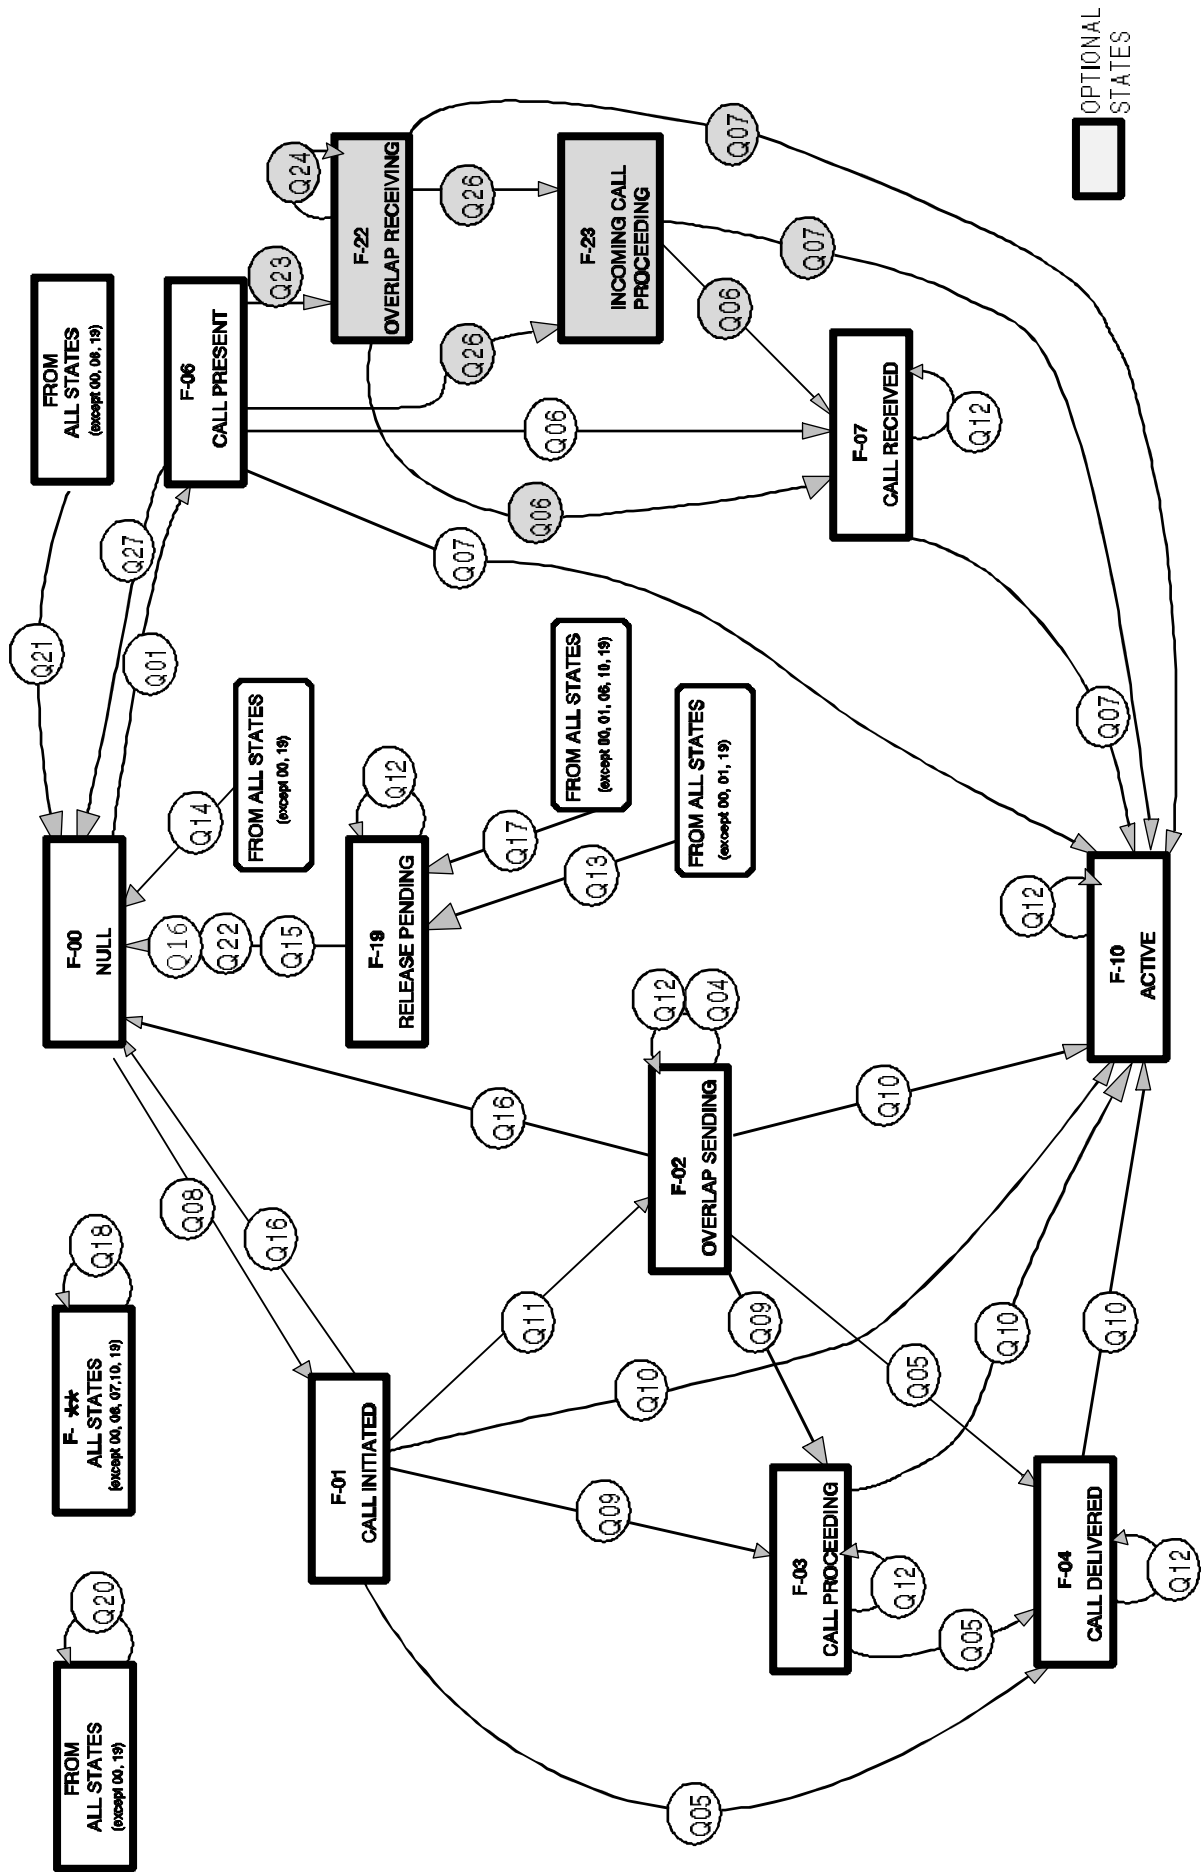 FROM
ALL STATES
(except 00, 19)
Q20
F- **
ALL STATES
(except 00, 06, 07,10, 19)
Q18
F-00
NULL
Q21
FROM
ALL STATES
(except 00, 06, 19)
Q27
Q01
Q08
Q16
Q16
Q22
Q15
Q14
F-06
CALL PRESENT
FROM ALL STATES
(except 00, 19)
Q23
Q24
F-01
CALL INITIATED
F-19
RELEASE PENDING
Q12
F-22
OVERLAP RECEIVING
Q16
Q17
Q07
Q26
Q26
Q11
Q13
Q06
Q06
FROM ALL STATES
(except 00, 01, 06, 10, 19)
F-23
INCOMING CALL
PROCEEDING
Q09
Q10
Q12
Q04
F-02
OVERLAP SENDING
FROM ALL STATES
(except 00, 01, 19)
Q05
Q09
Q06
Q07
Q07
F-03
CALL PROCEEDING
Q12
Q05
Q10
F-07
CALL RECEIVED
Q12
Q05
Q10
Q12
F-04
CALL DELIVERED
Q12
Q10
F-10
ACTIVE
Q07
OPTIONAL
STATES